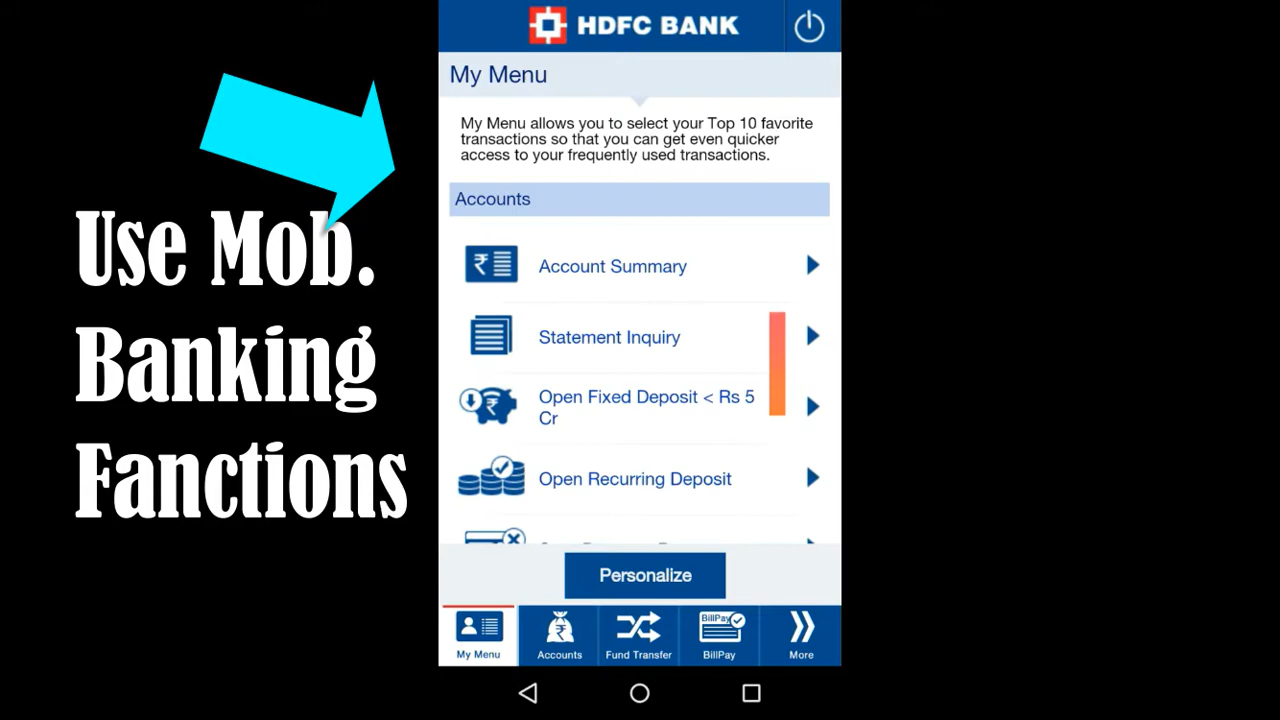 Use Mob.
Banking
Fanctions
HDFC BANK
My Menu
My Menu allows you to select your Top 10 favorite
transactions so that you can get even quicker
access to your frequently used transactions.
Accounts
Account Summary
Statement Inquiry
Open Fixed Deposit < Rs 5
Cr
Open Recurring Deposit
Personalize
BillPay
My Menu
Accounts
Fund Transfer
BillPay
More